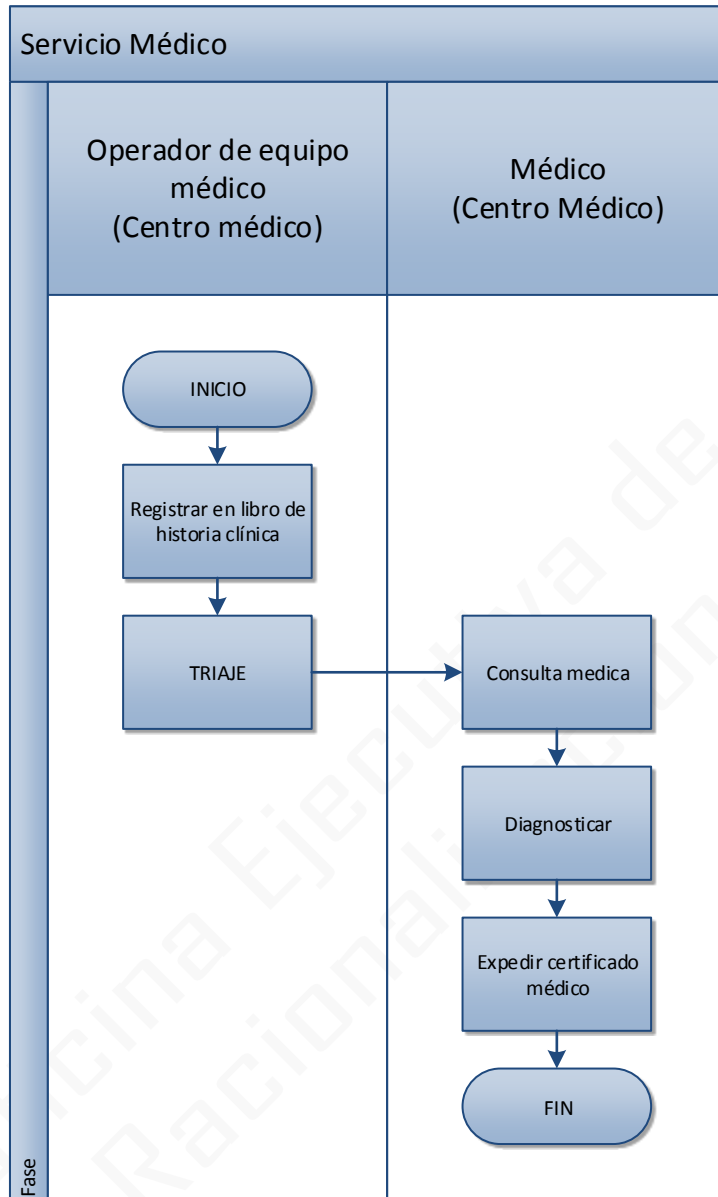 Servicio Médico
Operador de equipo
médico
(Centro médico)
Médico
(Centro Médico)
INICIO
Registrar en libro de
historia clínica
TRIAJE
Consulta medica
Diagnosticar
Expedir certificado
médico
FIN
Fase